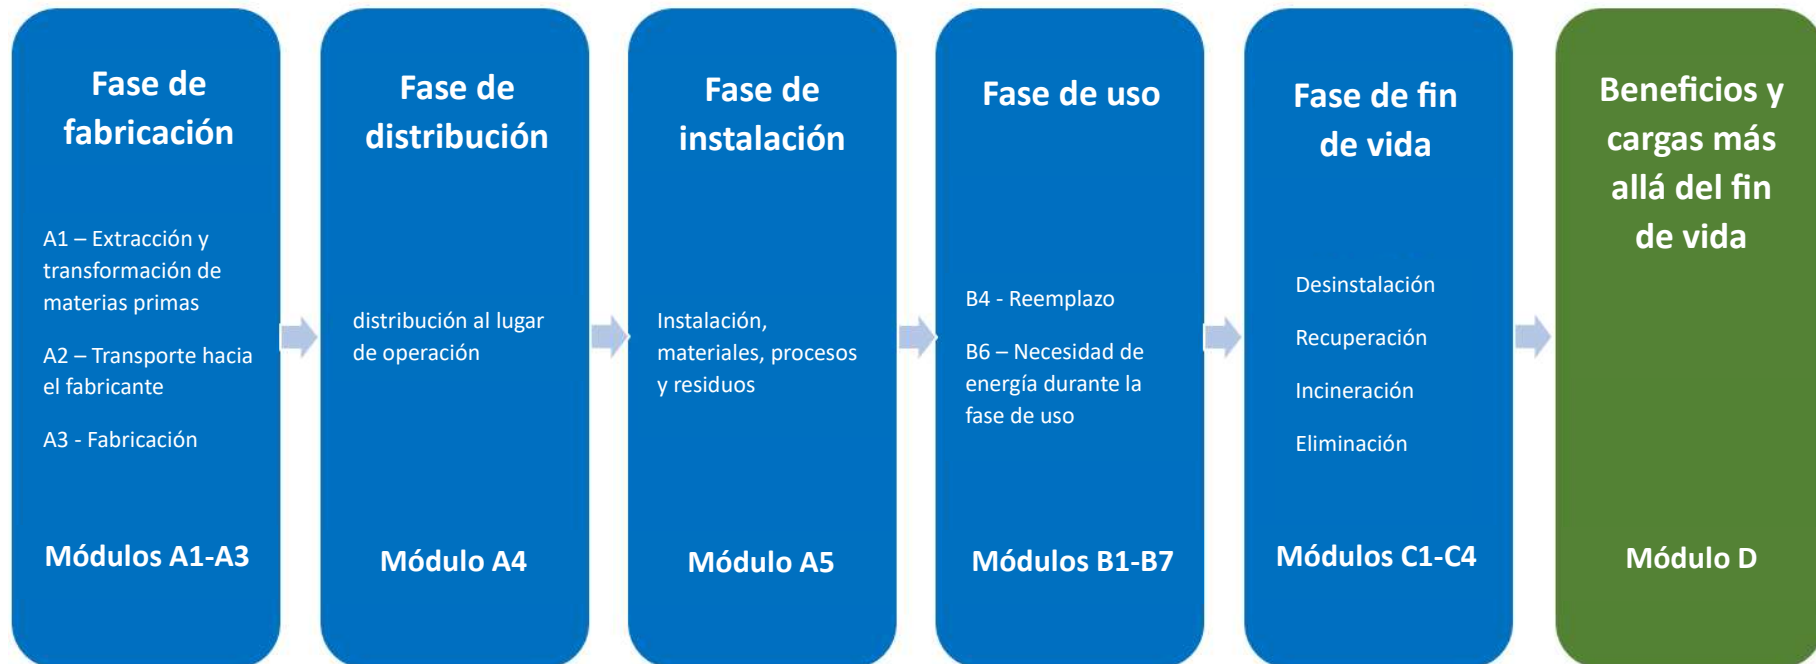 Fase de
fabricación
A1 – Extracción y
transformación de
materias primas
A2 – Transporte hacia
el fabricante
A3 - Fabricación
Módulos A1-A3
Fase de
distribución
distribución al lugar
de operación
Módulo A4
Fase de
instalación
Instalación,
materiales, procesos
y residuos
Módulo A5
Fase de uso
B4 - Reemplazo
B6 – Necesidad de
energía durante la
fase de uso
Módulos B1-B7
Fase de fin
de vida
Desinstalación
Recuperación
Incineración
Eliminación
Módulos C1-C4
Beneficios y
cargas más
allá del fin
de vida
Módulo D